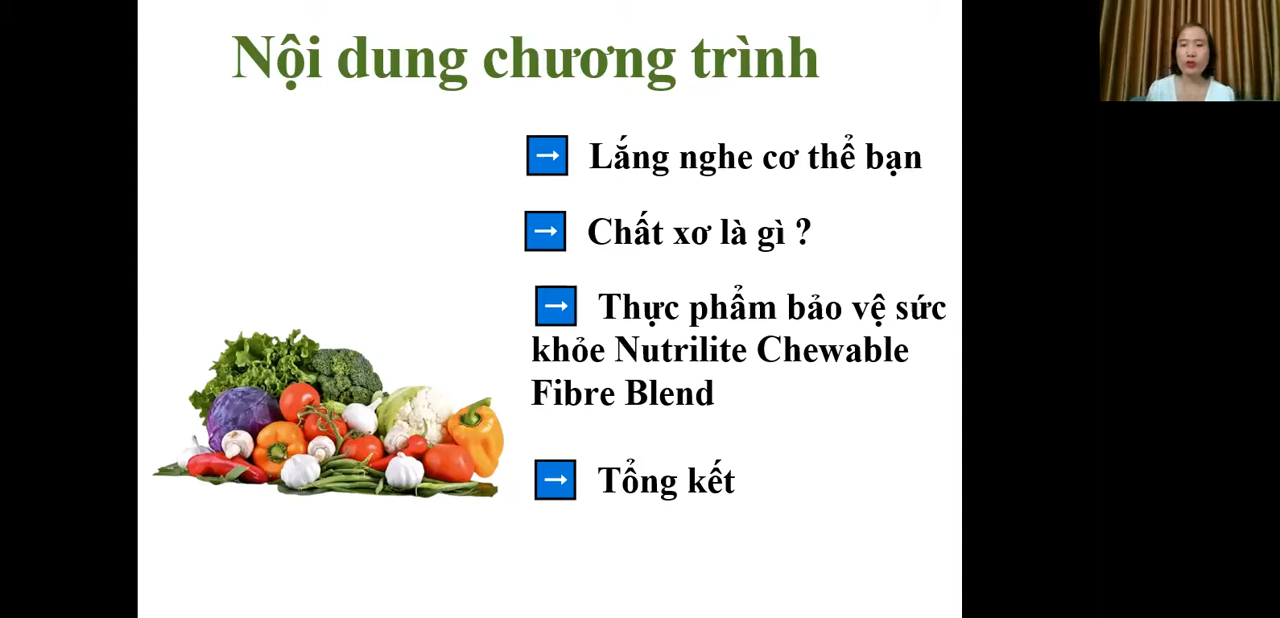 Nội dung chương trình
→ Lắng nghe cơ thể bạn
→ Chất xơ là gì ?
→ Thực phẩm bảo vệ sức
khỏe Nutrilite Chewable
Fibre Blend
→ Tổng kết